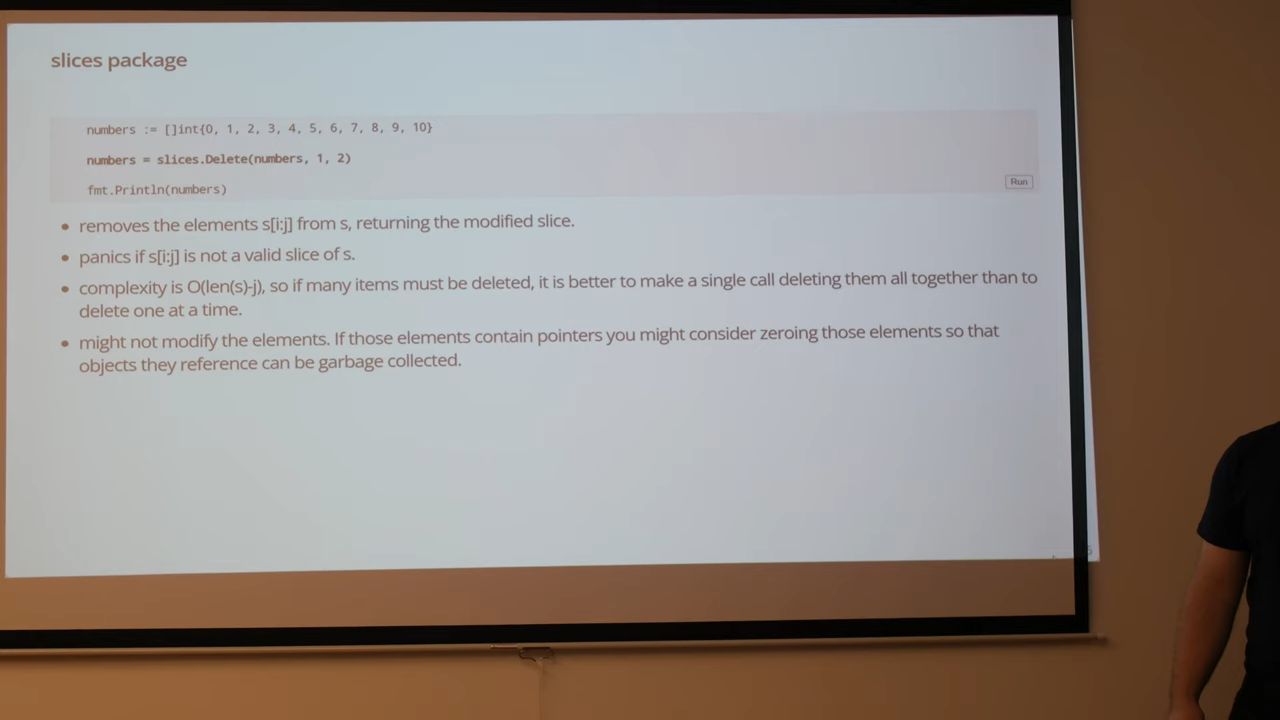 slices package
numbers := []int{0, 1, 2, 3, 4, 5, 6, 7, 8, 9, 10}
numbers = slices.Delete(numbers, 1, 2)
fmt.Println(numbers)
Run
• removes the elements s[i:j] from s, returning the modified slice.
• panics if s[i:j] is not a valid slice of s.
• complexity is O(len(s)-j), so if many items must be deleted, it is better to make a single call deleting them all together than to
delete one at a time.
• might not modify the elements. If those elements contain pointers you might consider zeroing those elements so that
objects they reference can be garbage collected.